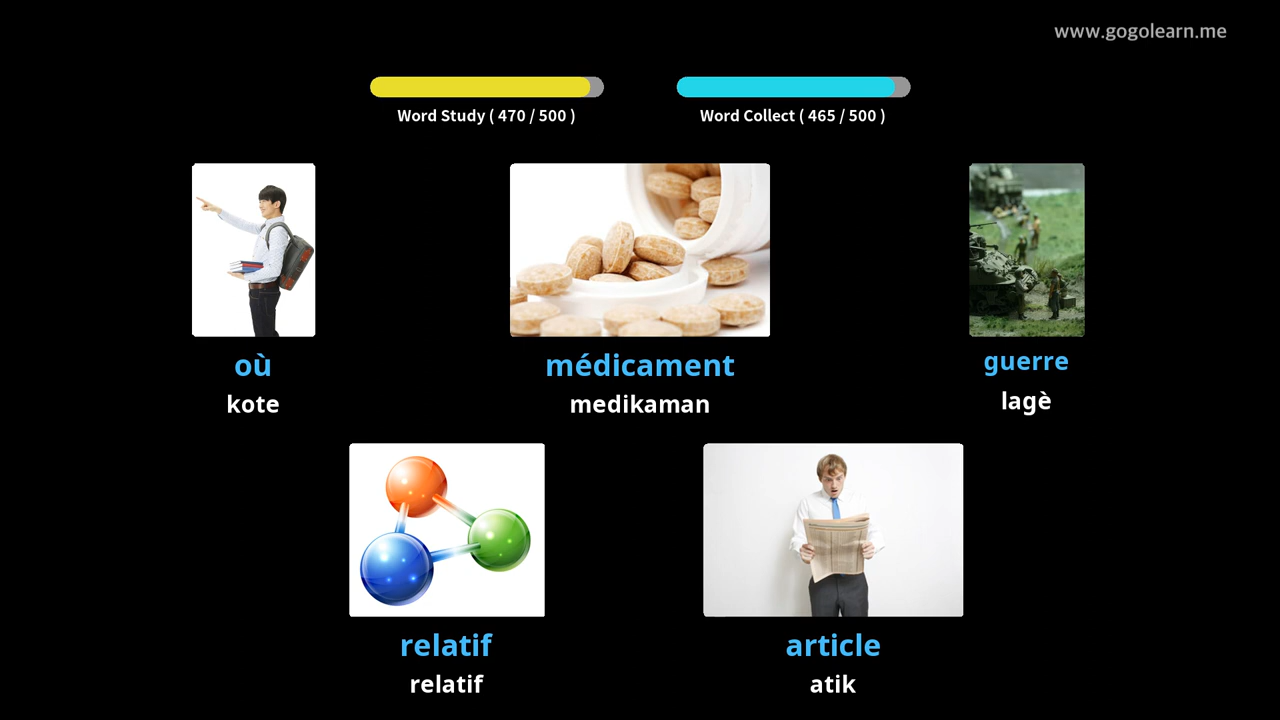 www.gogolearn.me
Word Study ( 470 / 500 )
Word Collect ( 465 / 500 )
où
kote
médicament
medikaman
guerre
lagè
relatif
relatif
article
atik